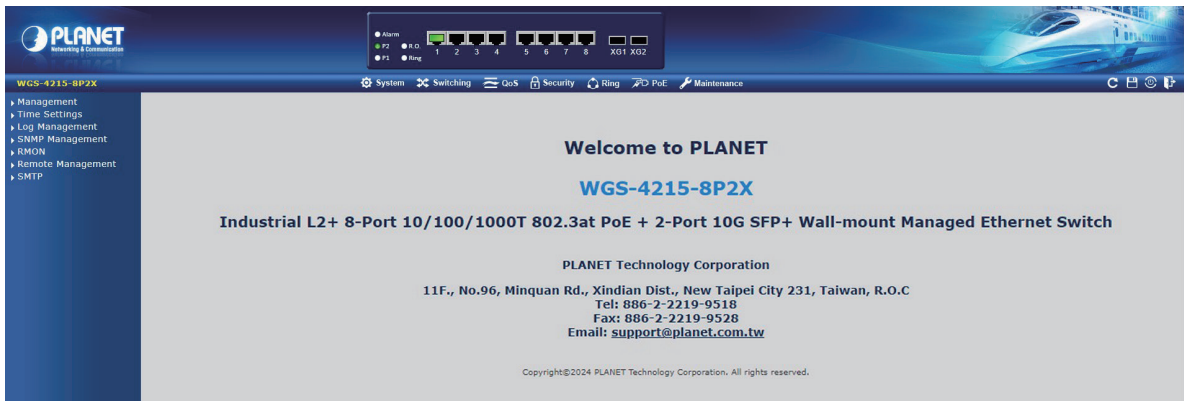 PLANET
Networking & Communication
Alarm
P2 R.O.
P1 Ring
1 2 3 4 5 6 7 8 XG1 XG2
WGS-4215-8P2X
System Switching QoS Security Ring PoE Maintenance
Management
Time Settings
Log Management
SNMP Management
RMON
Remote Management
SMTP
Welcome to PLANET
WGS-4215-8P2X
Industrial L2+ 8-Port 10/100/1000T 802.3at PoE + 2-Port 10G SFP+ Wall-mount Managed Ethernet Switch
PLANET Technology Corporation
11F., No.96, Minquan Rd., Xindian Dist., New Taipei City 231, Taiwan, R.O.C
Tel: 886-2-2219-9518
Fax: 886-2-2219-9528
Email: support@planet.com.tw
Copyright©2024 PLANET Technology Corporation. All rights reserved.